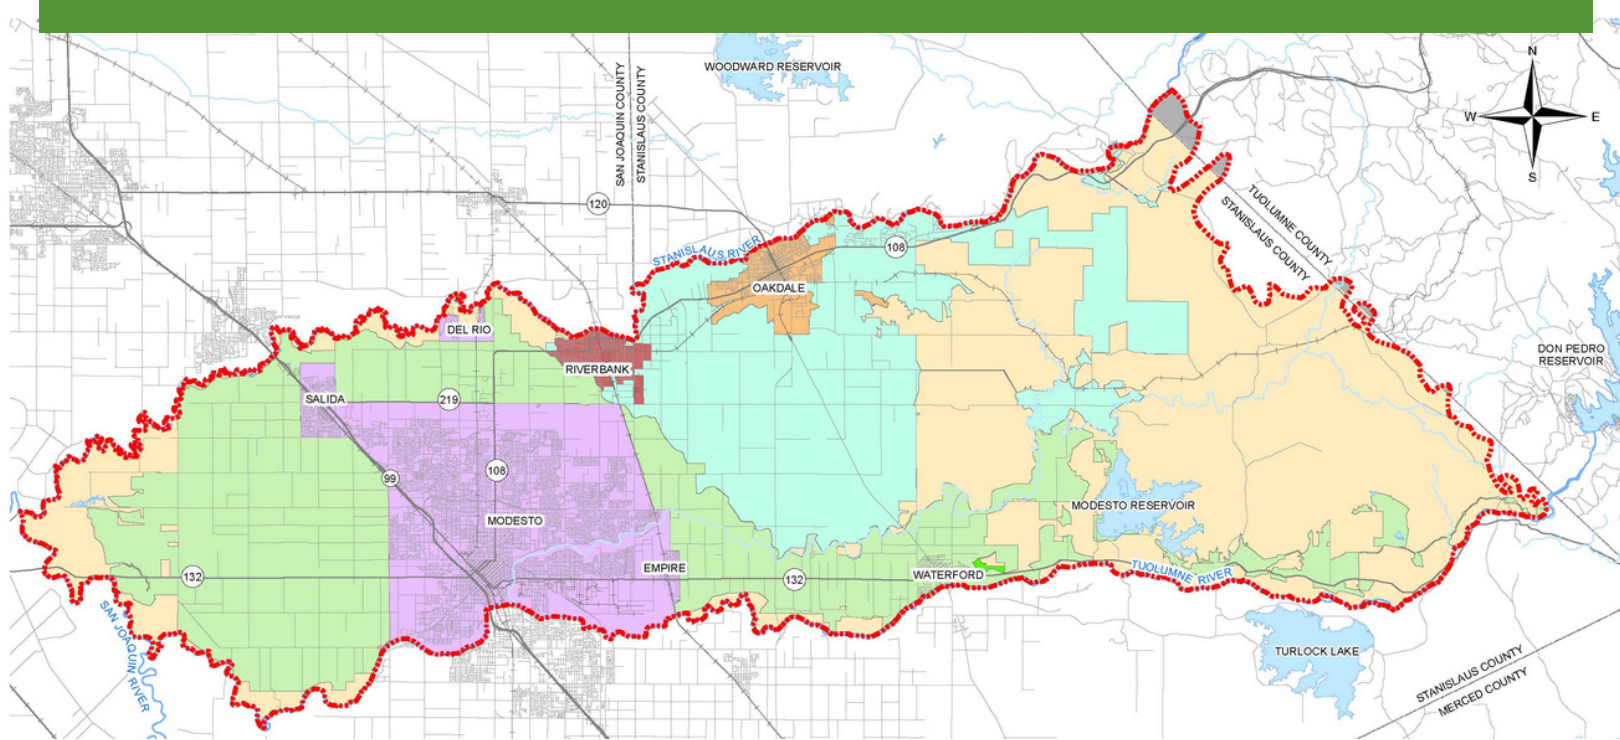 WOODWARD RESERVOIR
SAN JOAQUIN COUNTY
STANISLAUS COUNTY
N
W
E
S
120
TUOLUMNE COUNTY
STANISLAUS COUNTY
STANISLAUS RIVER
108
OAKDALE
DEL RIO
RIVERBANK
DON PEDRO
RESERVOIR
SALIDA
219
108
99
MODESTO
MODESTO RESERVOIR
EMPIRE
132
132
WATERFORD
TUOLUMNE RIVER
SAN JOAQUIN RIVER
TURLOCK LAKE
STANISLAUS COUNTY
MERCED COUNTY